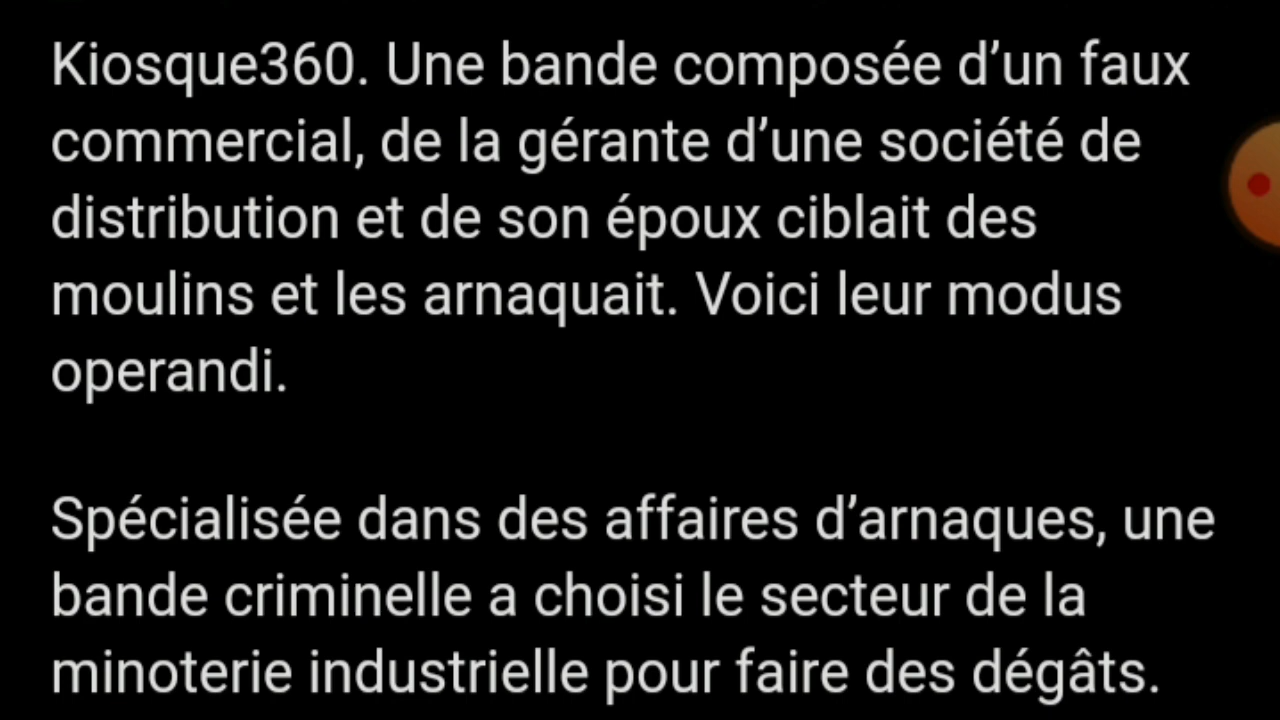 Kiosque360. Une bande composée d’un faux
commercial, de la gérante d’une société de
distribution et de son époux ciblait des
moulins et les arnaquait. Voici leur modus
operandi.
Spécialisée dans des affaires d’arnaques, une
bande criminelle a choisi le secteur de la
minoterie industrielle pour faire des dégâts.